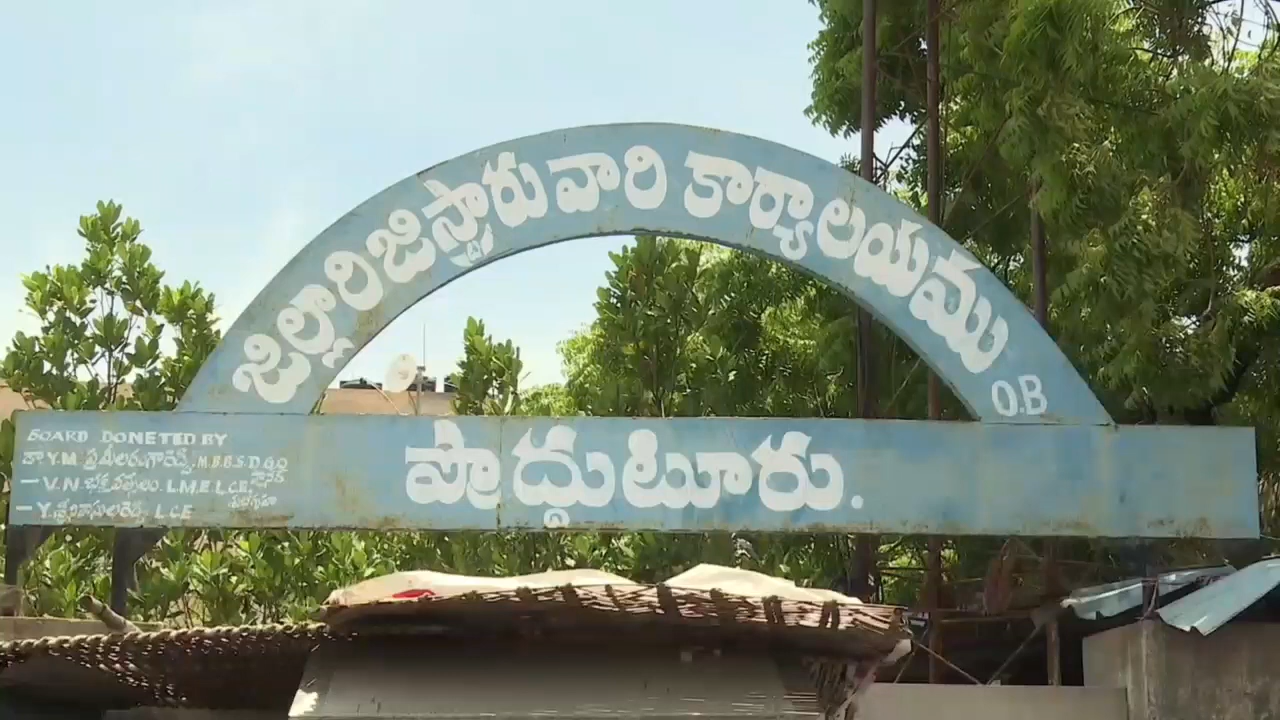 జిల్లా రిజిస్ట్రారు వారి కార్యాలయము
O.B
ప్రొద్దుటూరు.
BOARD DONETED BY
డా Y.M. M.B.B.S.D.G.O
– V.N. L.M.E.L.C.E.
– Y. L.C.E